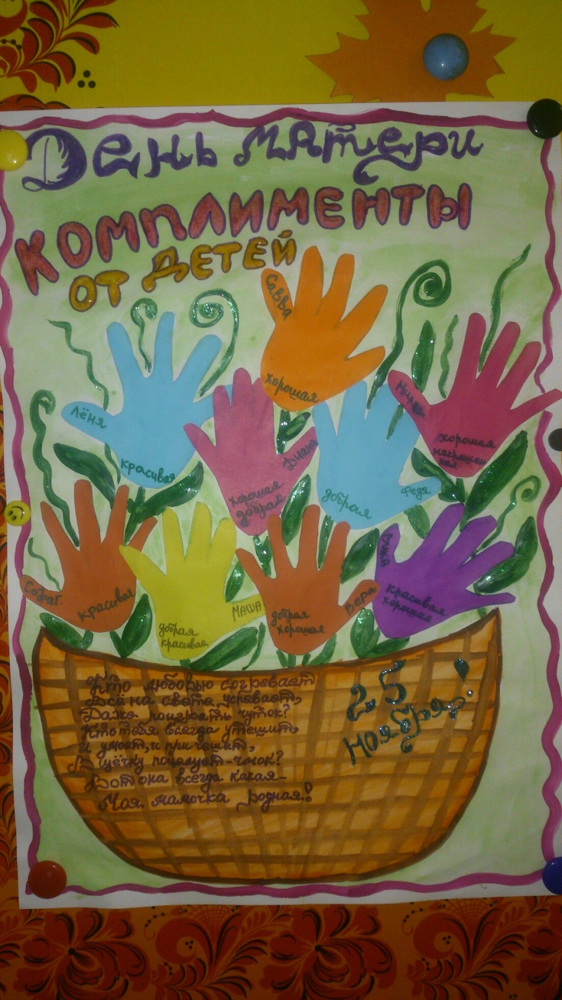 День матери
КОМПЛИМЕНТЫ
ОТ ДЕТЕЙ
Савва
хорошая
Лёня
красивая
Диана
хорошая
добрая
Федя
добрая
хорошая
Софаг.
красивая
МАША
добрая
красивая
Вера
добрая
хорошая
красивая
хорошая
Кто любовью согревает
Всё на свете успевает,
Даже поиграть чуток?
Кто тебя всегда утешит,
и умоет, и причешет,
В щёчку поцелует-чмок?
Вот она всегда какая-
Моя мамочка родная!
25
ноября!